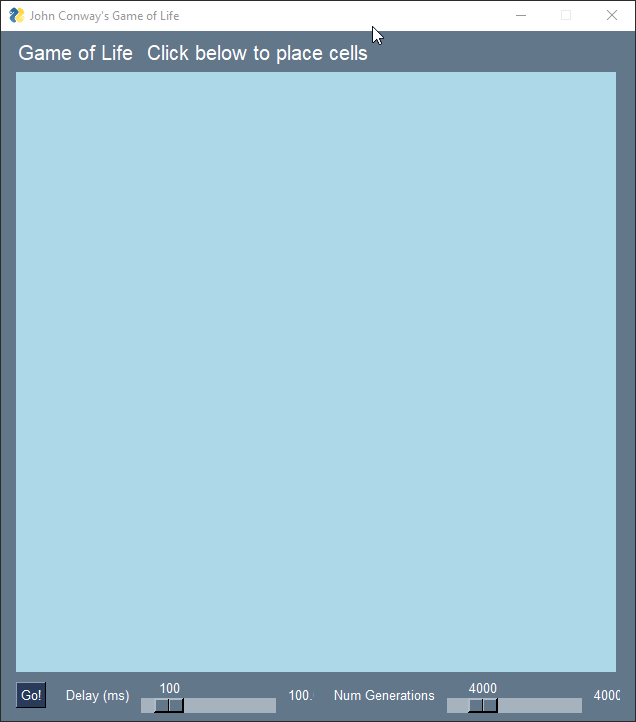 John Conway's Game of Life
Game of Life Click below to place cells
100 4000
Go! Delay (ms) 100. Num Generations 4000